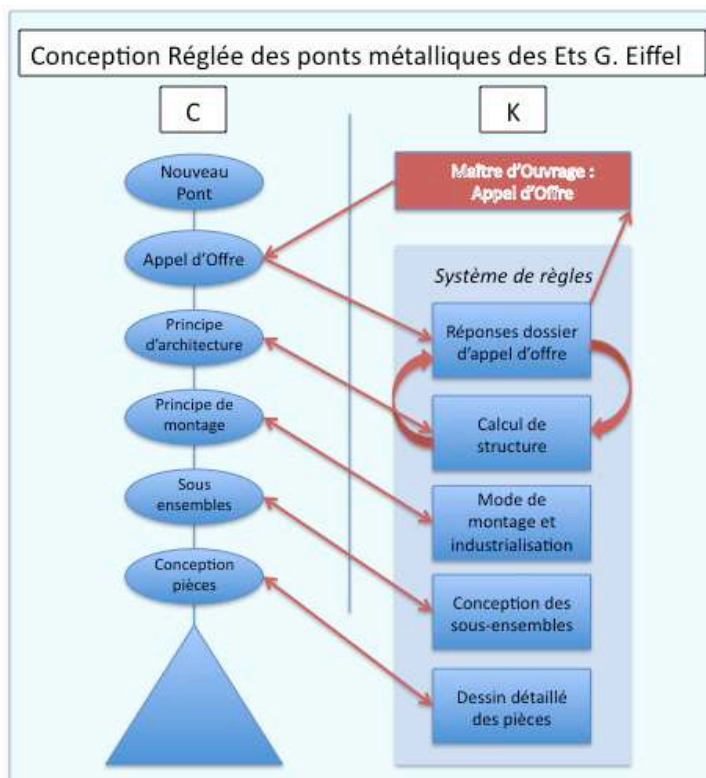 Conception Réglée des ponts métalliques des Ets G. Eiffel
C
K
Nouveau
Pont
Maître d'Ouvrage :
Appel d'Offre
Appel d'Offre
Système de règles
Principe
d'architecture
Réponses dossier
d'appel d'offre
Principe de
montage
Calcul de
structure
Sous
ensembles
Mode de
montage et
industrialisation
Conception
pièces
Conception des
sous-ensembles
Dessin détaillé
des pièces